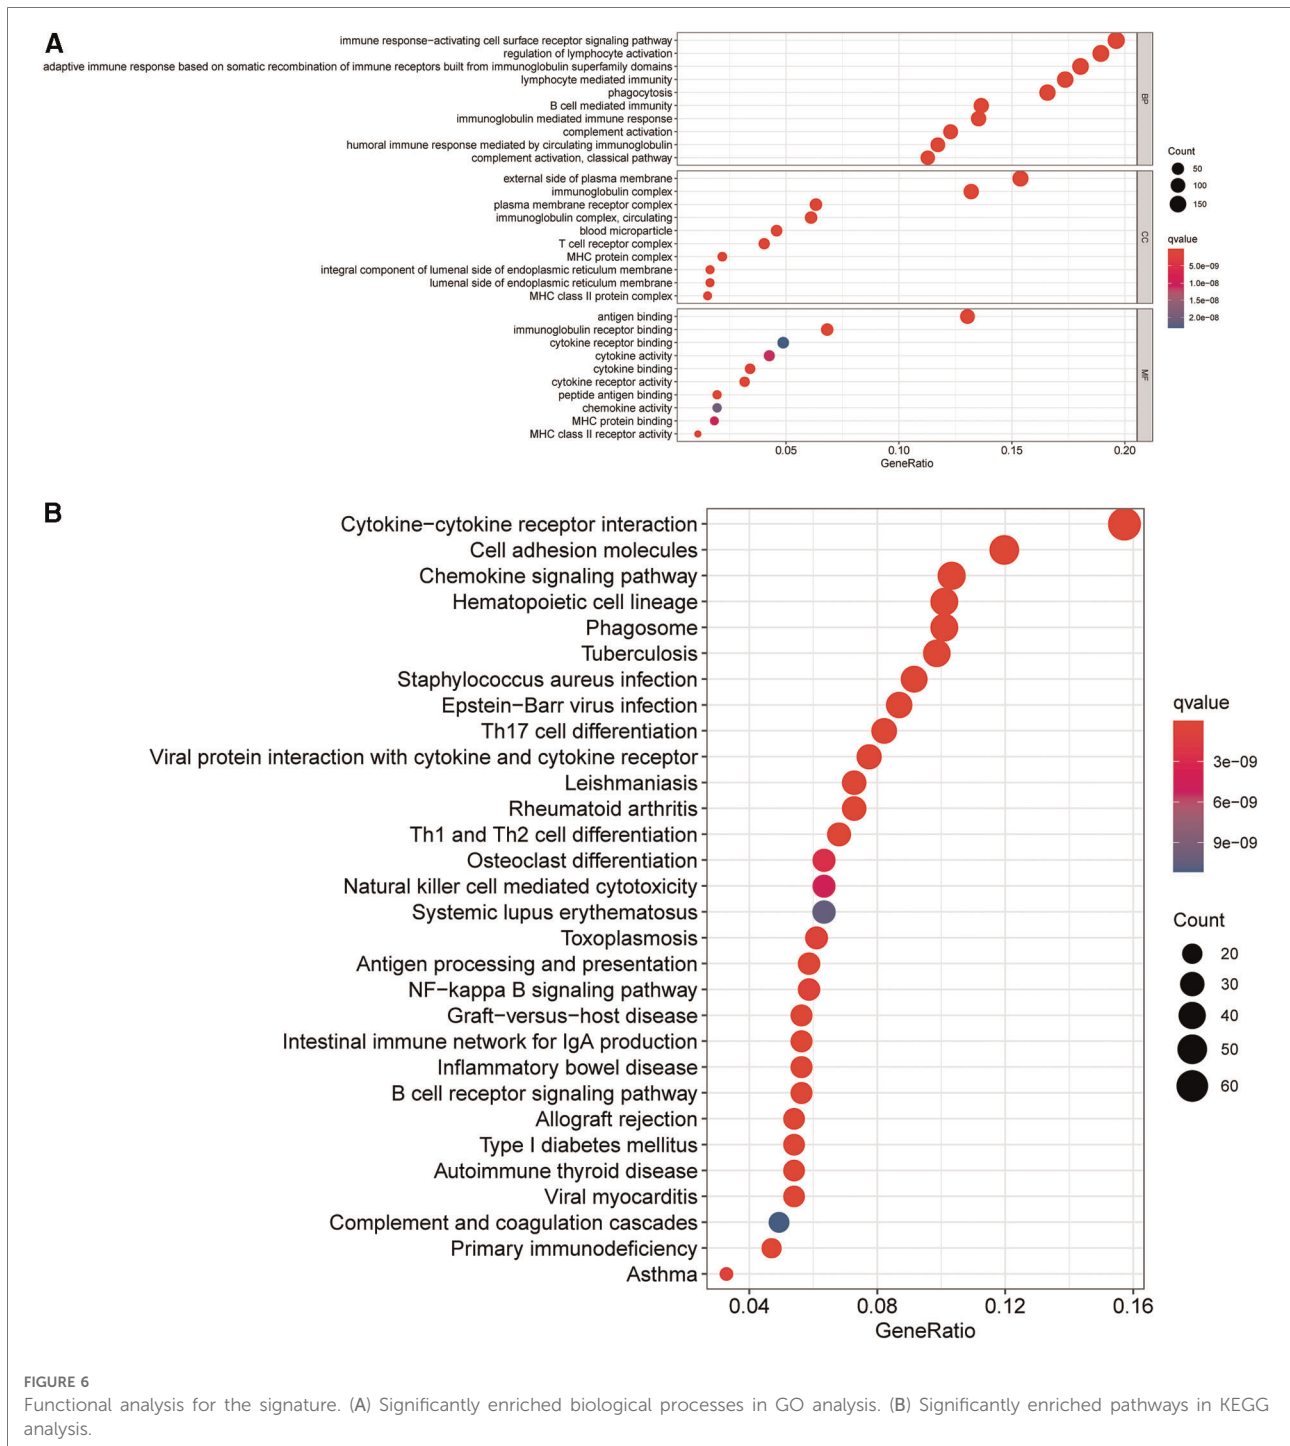 A
immune response−activating cell surface receptor signaling pathway
regulation of lymphocyte activation
adaptive immune response based on somatic recombination of immune receptors built from immunoglobulin superfamily domains
lymphocyte mediated immunity
phagocytosis
B cell mediated immunity
immunoglobulin mediated immune response
complement activation
humoral immune response mediated by circulating immunoglobulin
complement activation, classical pathway
BP
external side of plasma membrane
immunoglobulin complex
plasma membrane receptor complex
immunoglobulin complex, circulating
blood microparticle
T cell receptor complex
MHC protein complex
integral component of lumenal side of endoplasmic reticulum membrane
lumenal side of endoplasmic reticulum membrane
MHC class II protein complex
CC
antigen binding
immunoglobulin receptor binding
cytokine receptor binding
cytokine activity
cytokine binding
cytokine receptor activity
peptide antigen binding
chemokine activity
MHC protein binding
MHC class II receptor activity
MF
0.05 0.10 0.15 0.20
GeneRatio
Count
50
100
150
qvalue
5.0e−09
1.0e−08
1.5e−08
2.0e−08
B
Cytokine−cytokine receptor interaction
Cell adhesion molecules
Chemokine signaling pathway
Hematopoietic cell lineage
Phagosome
Tuberculosis
Staphylococcus aureus infection
Epstein−Barr virus infection
Th17 cell differentiation
Viral protein interaction with cytokine and cytokine receptor
Leishmaniasis
Rheumatoid arthritis
Th1 and Th2 cell differentiation
Osteoclast differentiation
Natural killer cell mediated cytotoxicity
Systemic lupus erythematosus
Toxoplasmosis
Antigen processing and presentation
NF−kappa B signaling pathway
Graft−versus−host disease
Intestinal immune network for IgA production
Inflammatory bowel disease
B cell receptor signaling pathway
Allograft rejection
Type I diabetes mellitus
Autoimmune thyroid disease
Viral myocarditis
Complement and coagulation cascades
Primary immunodeficiency
Asthma
0.04 0.08 0.12 0.16
GeneRatio
qvalue
3e−09
6e−09
9e−09
Count
20
30
40
50
60
FIGURE 6
Functional analysis for the signature. (A) Significantly enriched biological processes in GO analysis. (B) Significantly enriched pathways in KEGG
analysis.